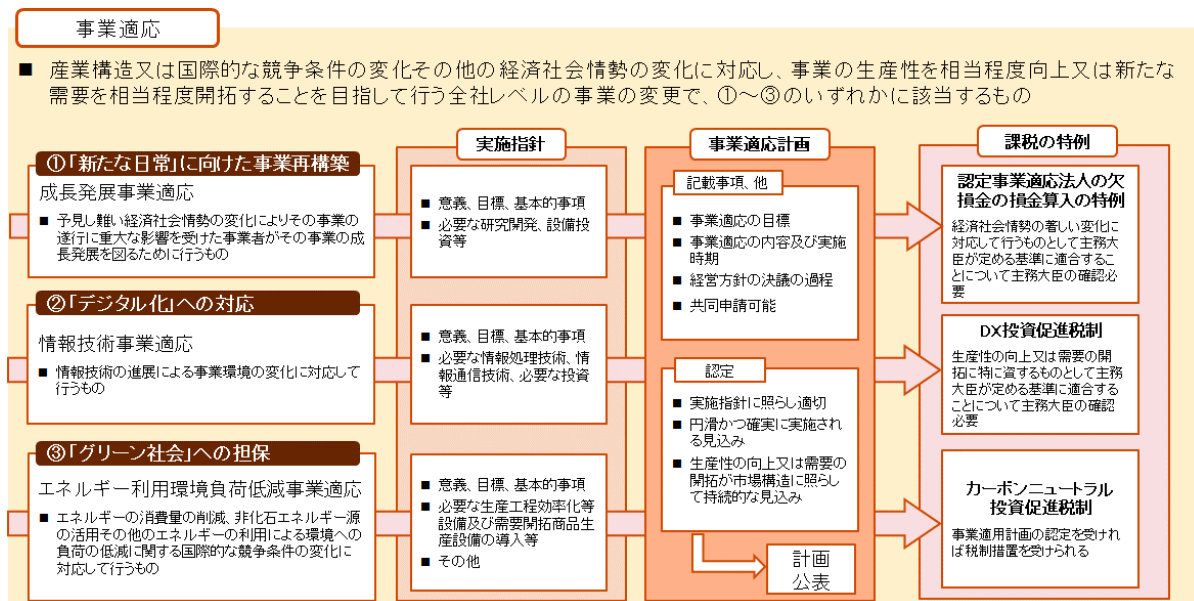 事業適応
■ 産業構造又は国際的な競争条件の変化その他の経済社会情勢の変化に対応し、事業の生産性を相当程度向上又は新たな
需要を相当程度開拓することを目指して行う全社レベルの事業の変更で、①～③のいずれかに該当するもの
①「新たな日常」に向けた事業再構築
成長発展事業適応
■ 予見し難い経済社会情勢の変化によりその事業の
遂行に重大な影響を受けた事業者がその事業の成
長発展を図るために行うもの
②「デジタル化」への対応
情報技術事業適応
■ 情報技術の進展による事業環境の変化に対応して
行うもの
③「グリーン社会」への担保
エネルギー利用環境負荷低減事業適応
■ エネルギーの消費量の削減、非化石エネルギー源
の活用その他のエネルギーの利用による環境への
負荷の低減に関する国際的な競争条件の変化に
対応して行うもの
実施指針
■ 意義、目標、基本的事項
■ 必要な研究開発、設備投
資等
■ 意義、目標、基本的事項
■ 必要な情報処理技術、情
報通信技術、必要な投資
等
■ 意義、目標、基本的事項
■ 必要な生産工程効率化等
設備及び需要開拓商品生
産設備の導入等
■ その他
事業適応計画
記載事項、他
■ 事業適応の目標
■ 事業適応の内容及び実施
時期
■ 経営方針の決議の過程
■ 共同申請可能
認定
■ 実施指針に照らし適切
■ 円滑かつ確実に実施され
る見込み
■ 生産性の向上又は需要の
開拓が市場構造に照らし
て持続的な見込み
計画
公表
課税の特例
認定事業適応法人の欠
損金の損金算入の特例
経済社会情勢の著しい変化に
対応して行うものとして主務大
臣が定める基準に適合するこ
とについて主務大臣の確認必
要
DX投資促進税制
生産性の向上又は需要の開
拓に特に資するものとして主務
大臣が定める基準に適合する
ことについて主務大臣の確認
必要
カーボンニュートラル
投資促進税制
事業適用計画の認定を受けれ
ば税制措置を受けられる